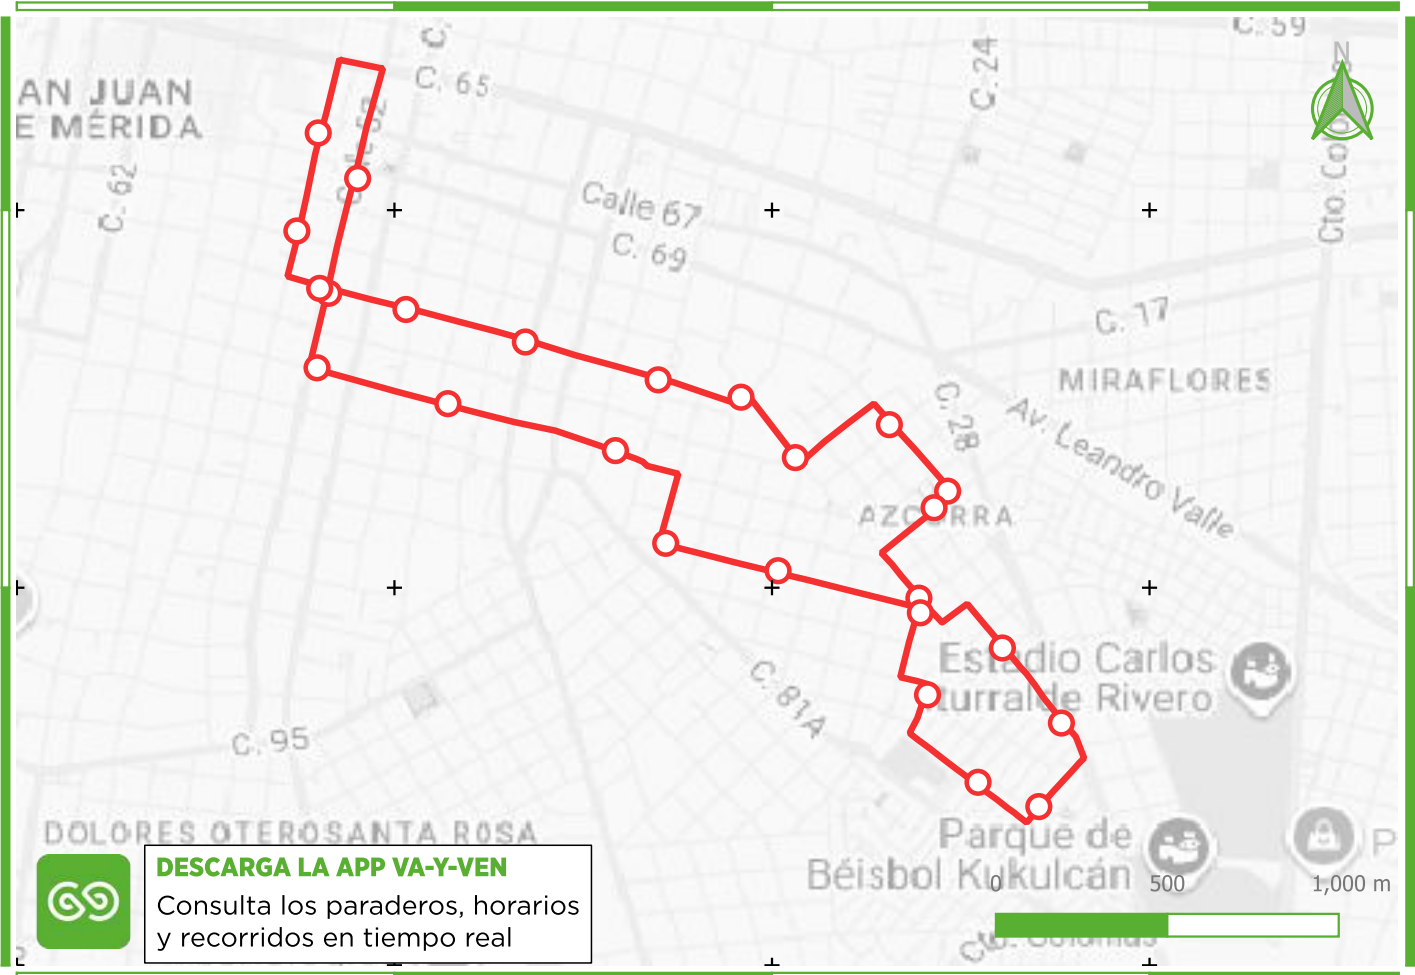 C. 59
C.
C. 65
C. 24
N
AN JUAN
E MÉRIDA
C. 62
Calle 67
C. 69
Cto. Col
C. 77
MIRAFLORES
C. 28
Av. Leandro Valle
AZCORRA
Estadio Carlos
Iturralde Rivero
C. 81A
C. 95
DOLORES OTERO
SANTA ROSA
Parque de
Béisbol Kukulcán
P
0 500 1,000 m
DESCARGA LA APP VA-Y-VEN
Consulta los paraderos, horarios
y recorridos en tiempo real